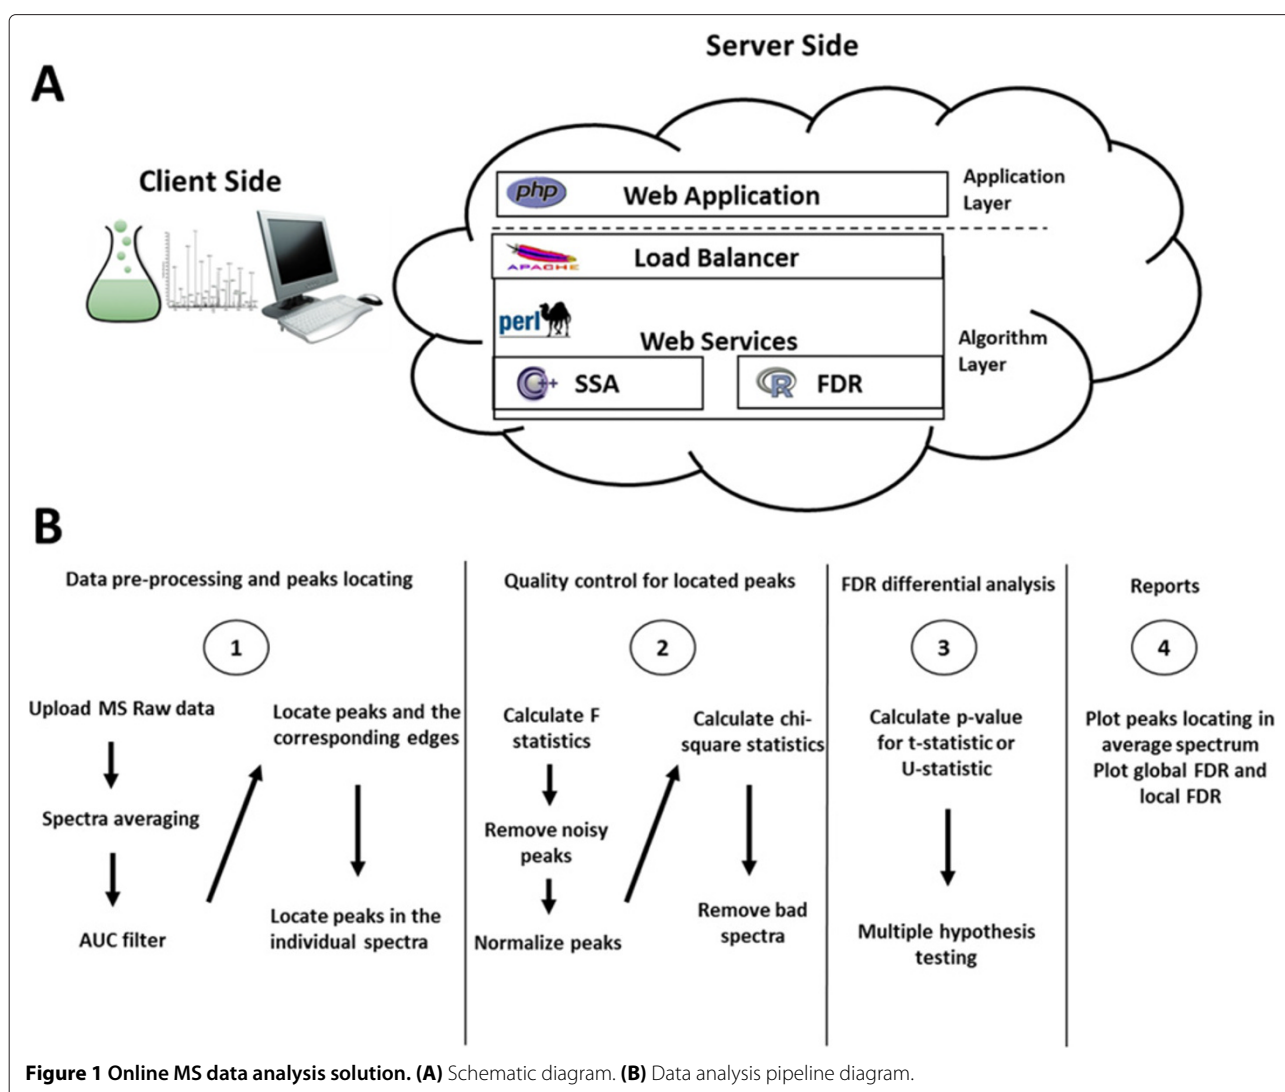 Server Side
A
Client Side
php
Web Application
Application
Layer
APACHE
Load Balancer
perl
Web Services
Algorithm
Layer
C++
SSA
R
FDR
B
Data pre-processing and peaks locating
1
Upload MS Raw data
Spectra averaging
AUC filter
Locate peaks and the
corresponding edges
Locate peaks in the
individual spectra
Quality control for located peaks
2
Calculate F
statistics
Remove noisy
peaks
Normalize peaks
Calculate chi-
square statistics
Remove bad
spectra
FDR differential analysis
3
Calculate p-value
for t-statistic or
U-statistic
Multiple hypothesis
testing
Reports
4
Plot peaks locating in
average spectrum
Plot global FDR and
local FDR
Figure 1 Online MS data analysis solution. (A) Schematic diagram. (B) Data analysis pipeline diagram.